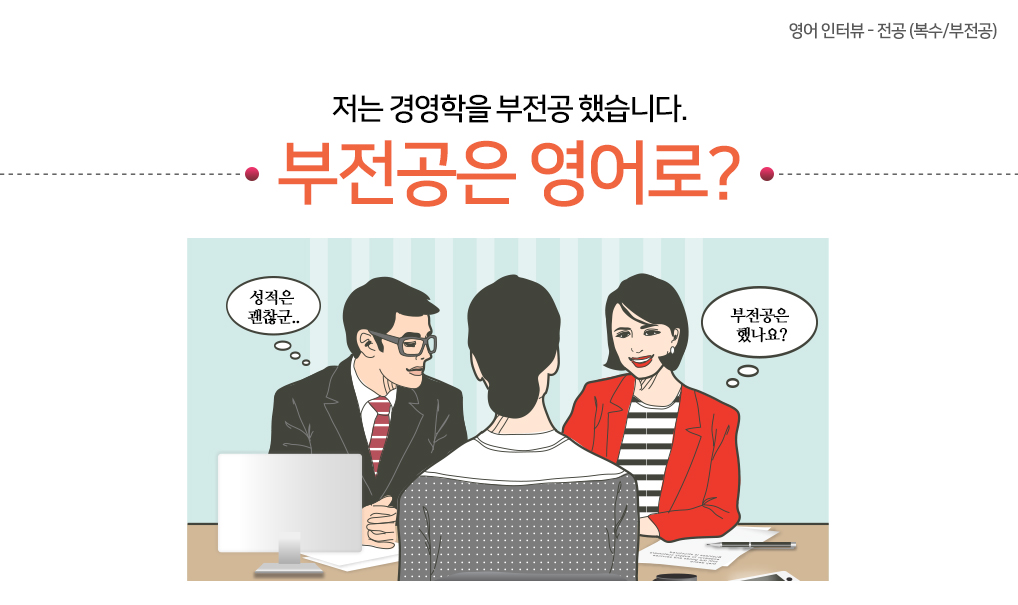 영어 인터뷰 - 전공 (복수/부전공)
저는 경영학을 부전공 했습니다.
부전공은 영어로?
성적은
괜찮군..
부전공은
했나요?